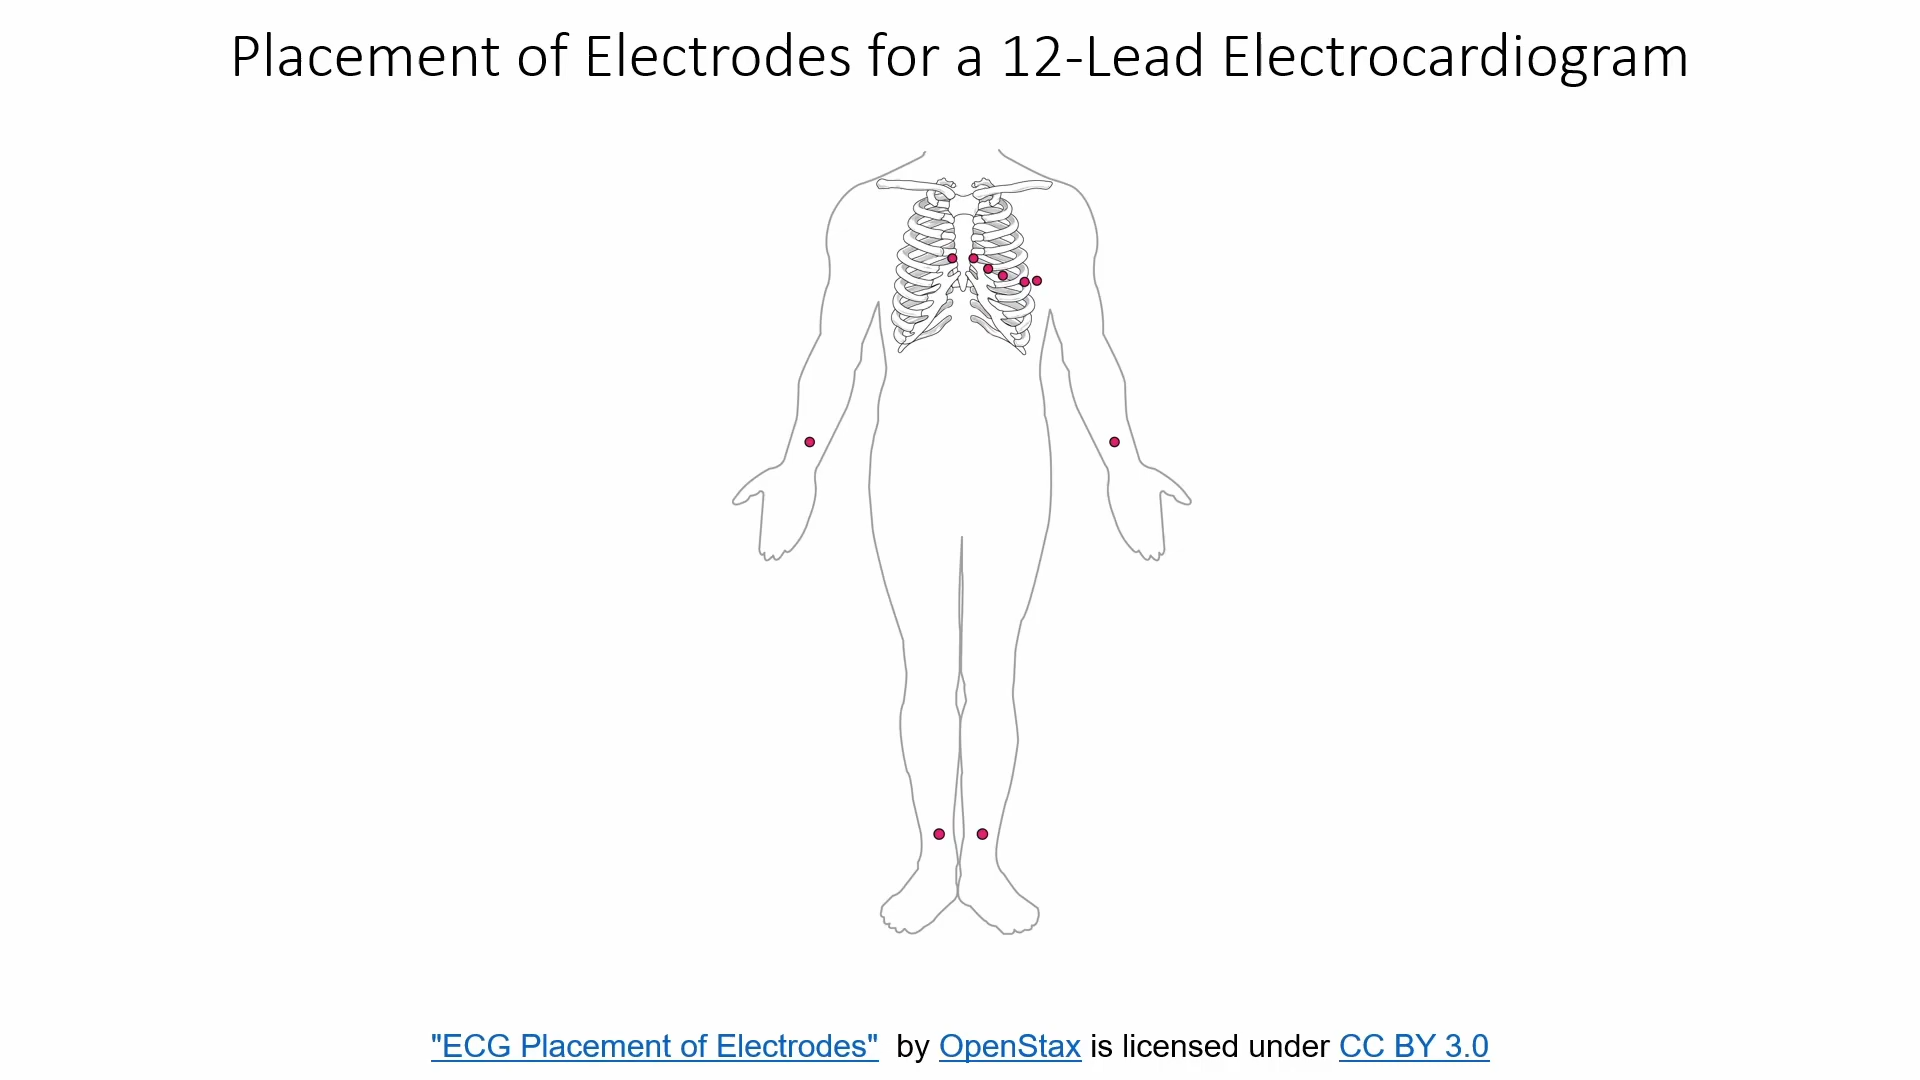 Placement of Electrodes for a 12-Lead Electrocardiogram
"ECG Placement of Electrodes" by OpenStax is licensed under CC BY 3.0